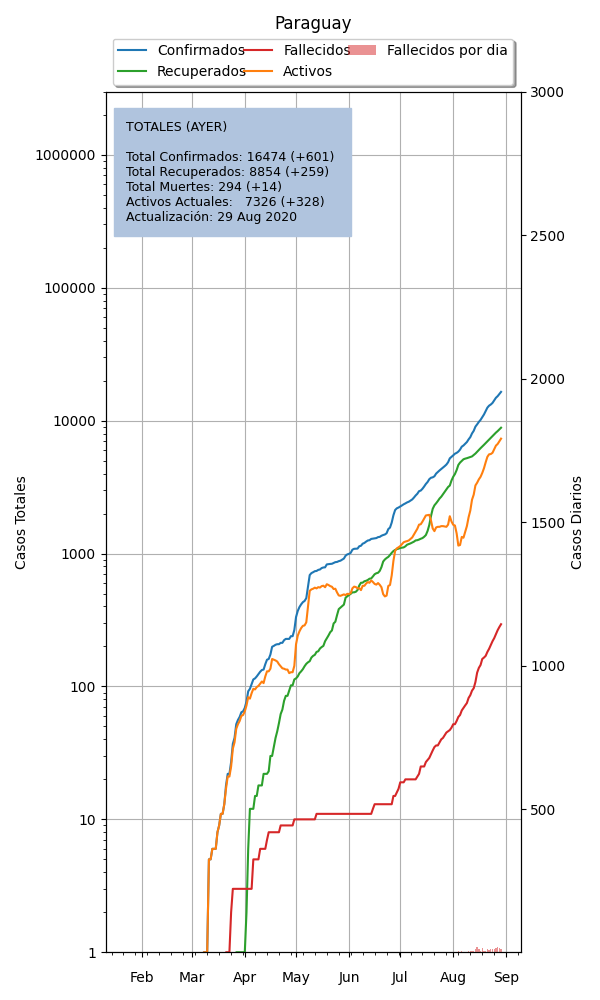 Paraguay
Confirmados
Fallecidos
Fallecidos por dia
Recuperados
Activos
TOTALES (AYER)
Total Confirmados: 16474 (+601)
Total Recuperados: 8854 (+259)
Total Muertes: 294 (+14)
Activos Actuales:   7326 (+328)
Actualización: 29 Aug 2020
1000000
100000
10000
1000
100
10
1
Casos Totales
3000
2500
2000
1500
1000
500
Casos Diarios
Feb
Mar
Apr
May
Jun
Jul
Aug
Sep